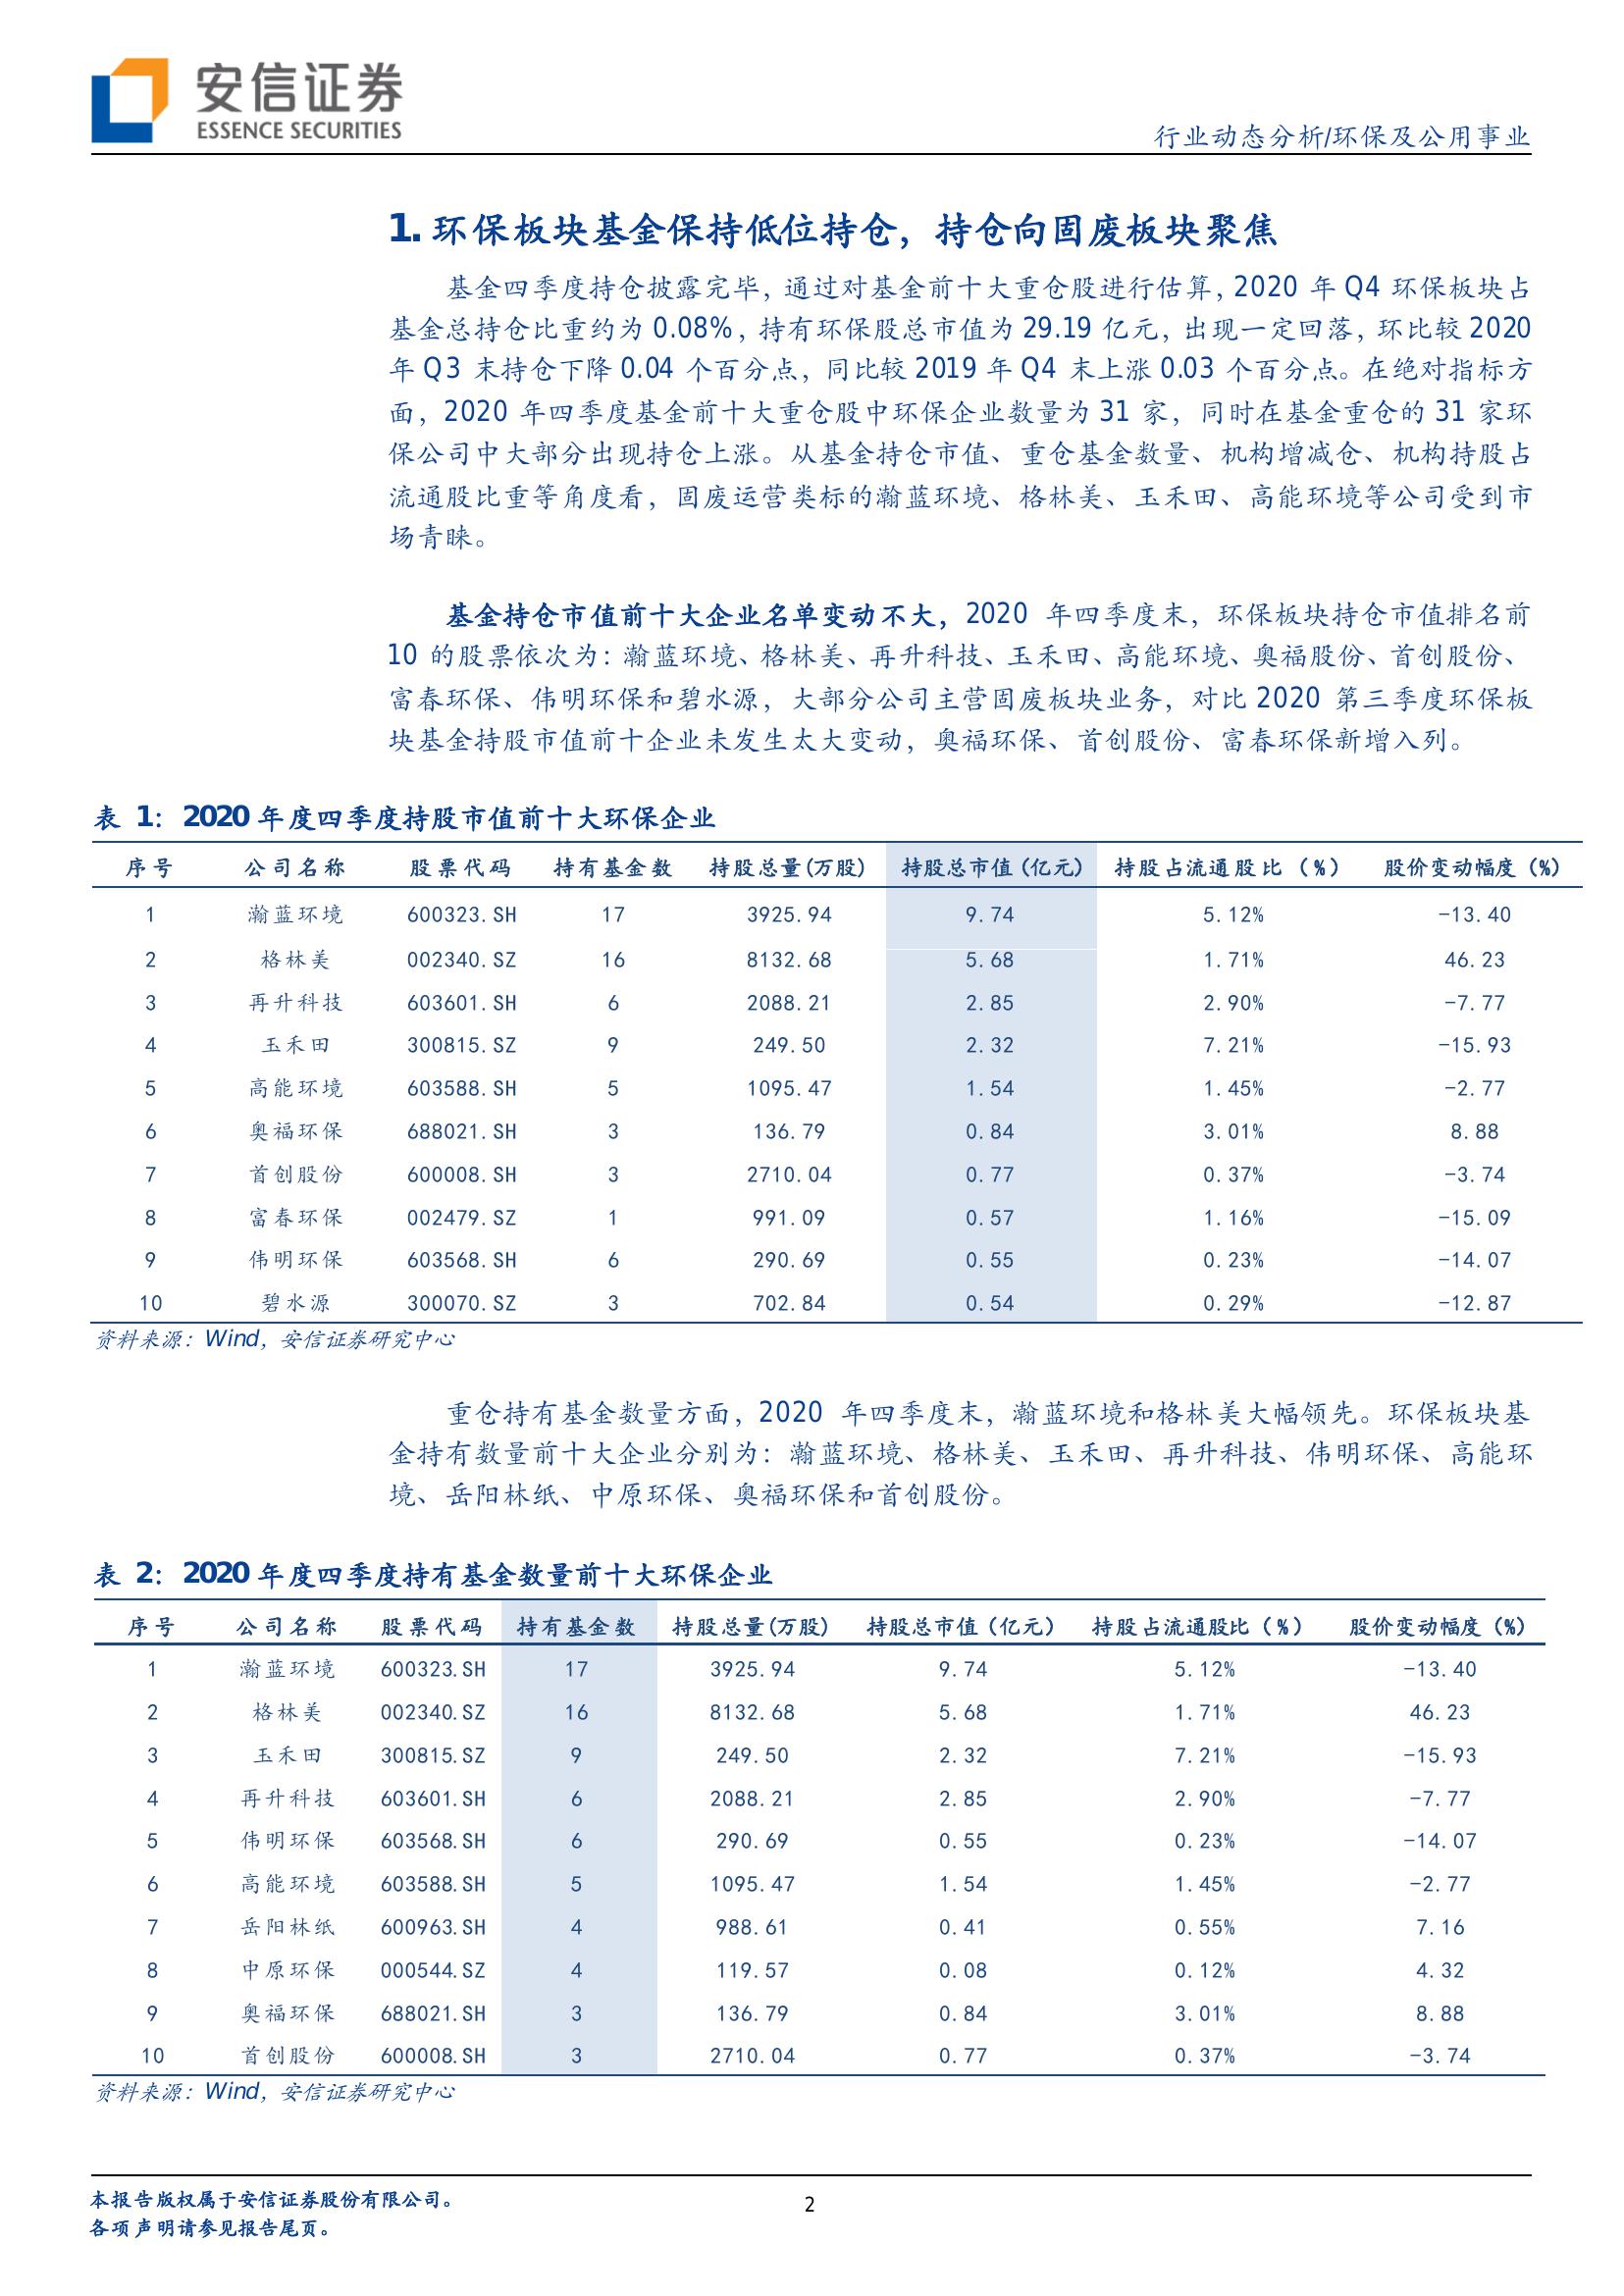 安信证券
ESSENCE SECURITIES
行业动态分析/环保及公用事业
1. 环保板块基金保持低位持仓，持仓向固废板块聚焦
基金四季度持仓披露完毕，通过对基金前十大重仓股进行估算，2020 年 Q4 环保板块占
基金总持仓比重约为 0.08%，持有环保股总市值为 29.19 亿元，出现一定回落，环比较 2020
年 Q3 末持仓下降 0.04 个百分点，同比较 2019 年 Q4 末上涨 0.03 个百分点。在绝对指标方
面，2020 年四季度基金前十大重仓股中环保企业数量为 31 家，同时在基金重仓的 31 家环
保公司中大部分出现持仓上涨。从基金持仓市值、重仓基金数量、机构增减仓、机构持股占
流通股比重等角度看，固废运营类标的瀚蓝环境、格林美、玉禾田、高能环境等公司受到市
场青睐。
基金持仓市值前十大企业名单变动不大，2020 年四季度末，环保板块持仓市值排名前
10 的股票依次为：瀚蓝环境、格林美、再升科技、玉禾田、高能环境、奥福股份、首创股份、
富春环保、伟明环保和碧水源，大部分公司主营固废板块业务，对比 2020 第三季度环保板
块基金持股市值前十企业未发生太大变动，奥福环保、首创股份、富春环保新增入列。
表 1： 2020 年度四季度持股市值前十大环保企业
序号 公司名称 股票代码 持有基金数 持股总量(万股) 持股总市值(亿元) 持股占流通股比（%） 股价变动幅度（%）
1 瀚蓝环境 600323.SH 17 3925.94 9.74 5.12% -13.40
2 格林美 002340.SZ 16 8132.68 5.68 1.71% 46.23
3 再升科技 603601.SH 6 2088.21 2.85 2.90% -7.77
4 玉禾田 300815.SZ 9 249.50 2.32 7.21% -15.93
5 高能环境 603588.SH 5 1095.47 1.54 1.45% -2.77
6 奥福环保 688021.SH 3 136.79 0.84 3.01% 8.88
7 首创股份 600008.SH 3 2710.04 0.77 0.37% -3.74
8 富春环保 002479.SZ 1 991.09 0.57 1.16% -15.09
9 伟明环保 603568.SH 6 290.69 0.55 0.23% -14.07
10 碧水源 300070.SZ 3 702.84 0.54 0.29% -12.87
资料来源：Wind，安信证券研究中心
重仓持有基金数量方面，2020 年四季度末，瀚蓝环境和格林美大幅领先。环保板块基
金持有数量前十大企业分别为：瀚蓝环境、格林美、玉禾田、再升科技、伟明环保、高能环
境、岳阳林纸、中原环保、奥福环保和首创股份。
表 2： 2020 年度四季度持有基金数量前十大环保企业
序号 公司名称 股票代码 持有基金数 持股总量(万股) 持股总市值（亿元） 持股占流通股比（%） 股价变动幅度（%）
1 瀚蓝环境 600323.SH 17 3925.94 9.74 5.12% -13.40
2 格林美 002340.SZ 16 8132.68 5.68 1.71% 46.23
3 玉禾田 300815.SZ 9 249.50 2.32 7.21% -15.93
4 再升科技 603601.SH 6 2088.21 2.85 2.90% -7.77
5 伟明环保 603568.SH 6 290.69 0.55 0.23% -14.07
6 高能环境 603588.SH 5 1095.47 1.54 1.45% -2.77
7 岳阳林纸 600963.SH 4 988.61 0.41 0.55% 7.16
8 中原环保 000544.SZ 4 119.57 0.08 0.12% 4.32
9 奥福环保 688021.SH 3 136.79 0.84 3.01% 8.88
10 首创股份 600008.SH 3 2710.04 0.77 0.37% -3.74
资料来源：Wind，安信证券研究中心
本报告版权属于安信证券股份有限公司。
2
各项声明请参见报告尾页。